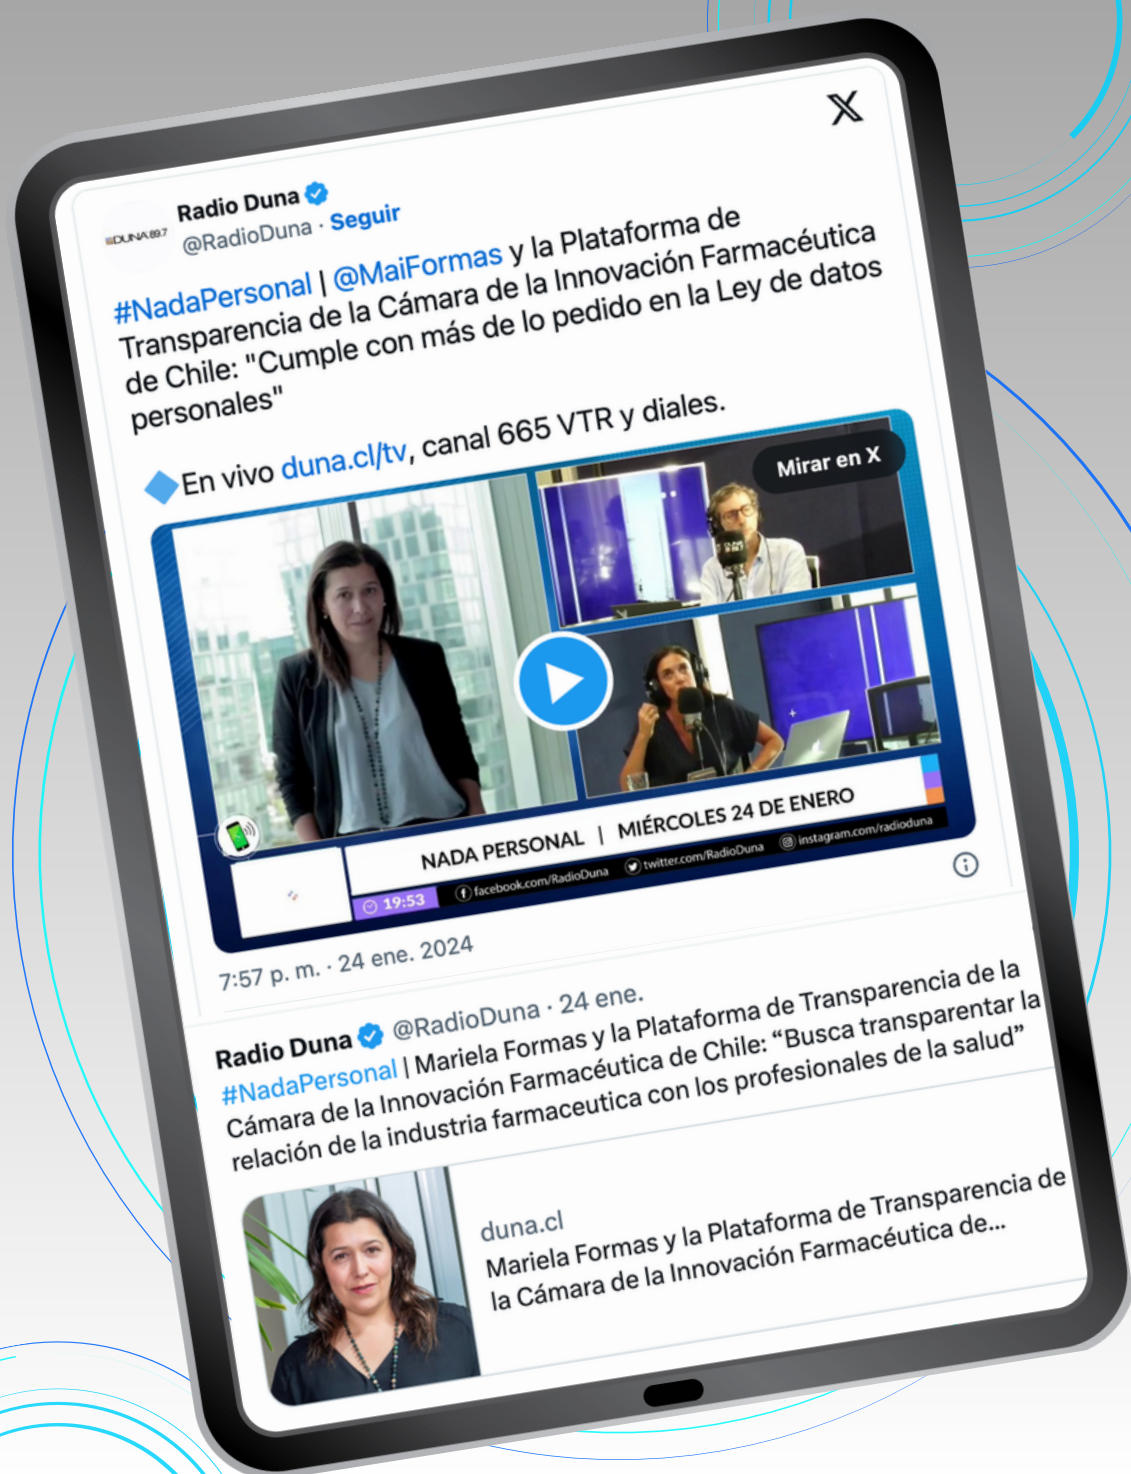 X
Radio Duna
DUNA 89.7
@RadioDuna · Seguir
#NadaPersonal | @MaiFormas y la Plataforma de
Transparencia de la Cámara de la Innovación Farmacéutica
de Chile: "Cumple con más de lo pedido en la Ley de datos
personales"
En vivo duna.cl/tv, canal 665 VTR y diales.
Mirar en X
NADA PERSONAL | MIÉRCOLES 24 DE ENERO
19:53 facebook.com/RadioDuna twitter.com/RadioDuna instagram.com/radioduna
7:57 p. m. · 24 ene. 2024
Radio Duna @RadioDuna · 24 ene.
#NadaPersonal | Mariela Formas y la Plataforma de Transparencia de la
Cámara de la Innovación Farmacéutica de Chile: “Busca transparentar la
relación de la industria farmaceutica con los profesionales de la salud”
duna.cl
Mariela Formas y la Plataforma de Transparencia de
la Cámara de la Innovación Farmacéutica de...